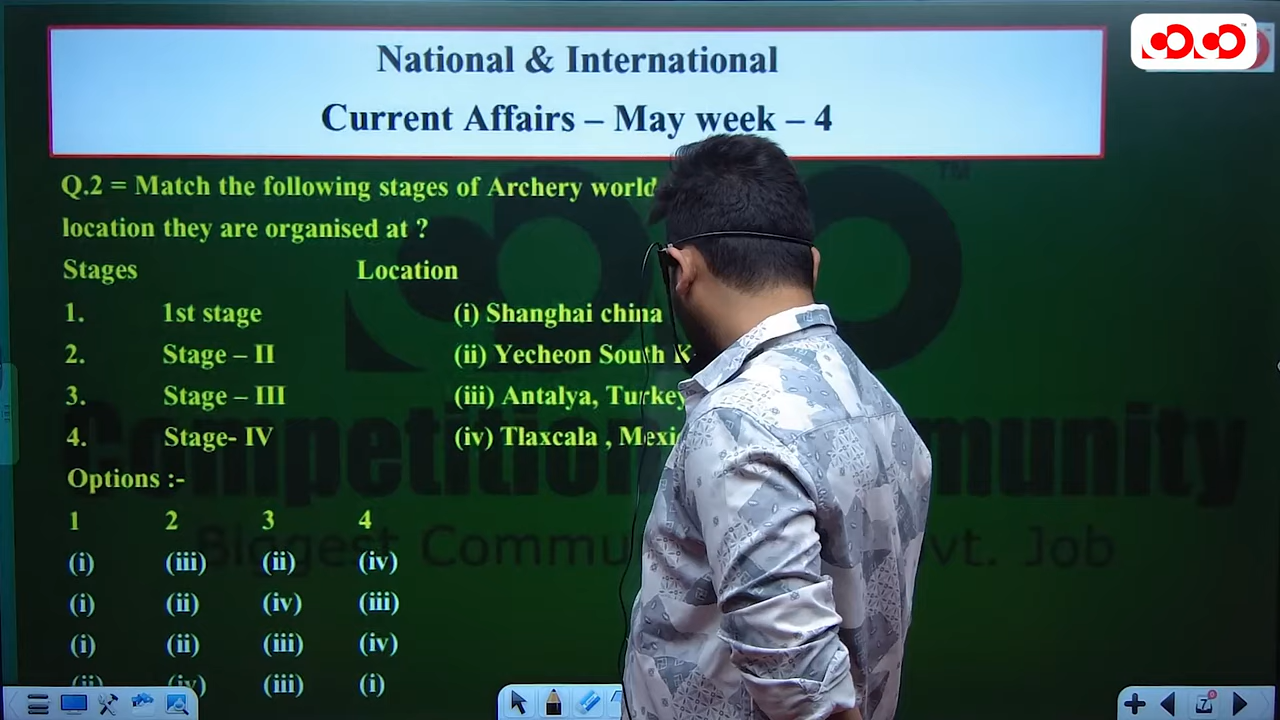 National & International
Current Affairs – May week – 4
Q.2 = Match the following stages of Archery world
location they are organised at ?
Stages Location
1. 1st stage (i) Shanghai china
2. Stage – II (ii) Yecheon South
3. Stage – III (iii) Antalya, Turkey
4. Stage- IV (iv) Tlaxcala ,
Options :-
1 2 3 4
(i) (iii) (ii) (iv)
(i) (ii) (iv) (iii)
(i) (ii) (iii) (iv)
(ii) (iv) (iii) (i)
TM